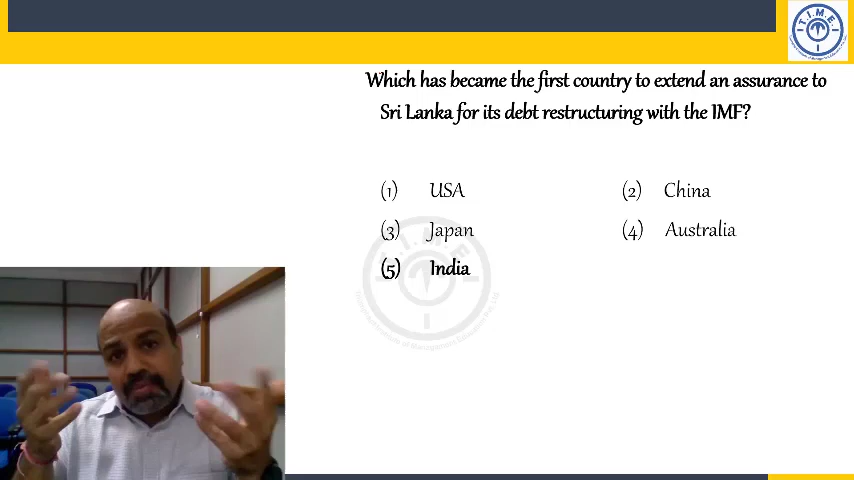 T.I.M.E.
Which has became the first country to extend an assurance to
Sri Lanka for its debt restructuring with the IMF?
(1) USA (2) China
(3) Japan (4) Australia
(5) India
T.I.M.E.